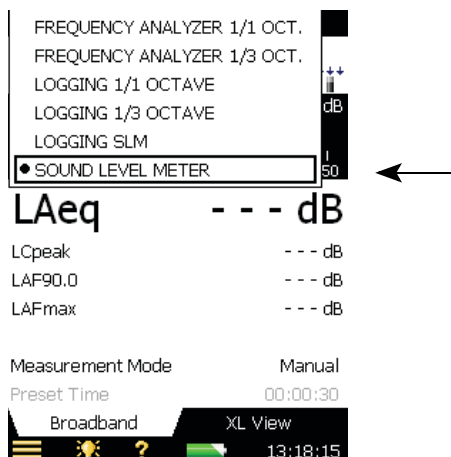 FREQUENCY ANALYZER 1/1 OCT.
FREQUENCY ANALYZER 1/3 OCT.
LOGGING 1/1 OCTAVE
LOGGING 1/3 OCTAVE
dB
LOGGING SLM
SOUND LEVEL METER
50
LAeq - - - dB
LCpeak - - - dB
LAF90.0 - - - dB
LAFmax - - - dB
Measurement Mode Manual
Preset Time 00:00:30
Broadband XL View
? 13:18:15